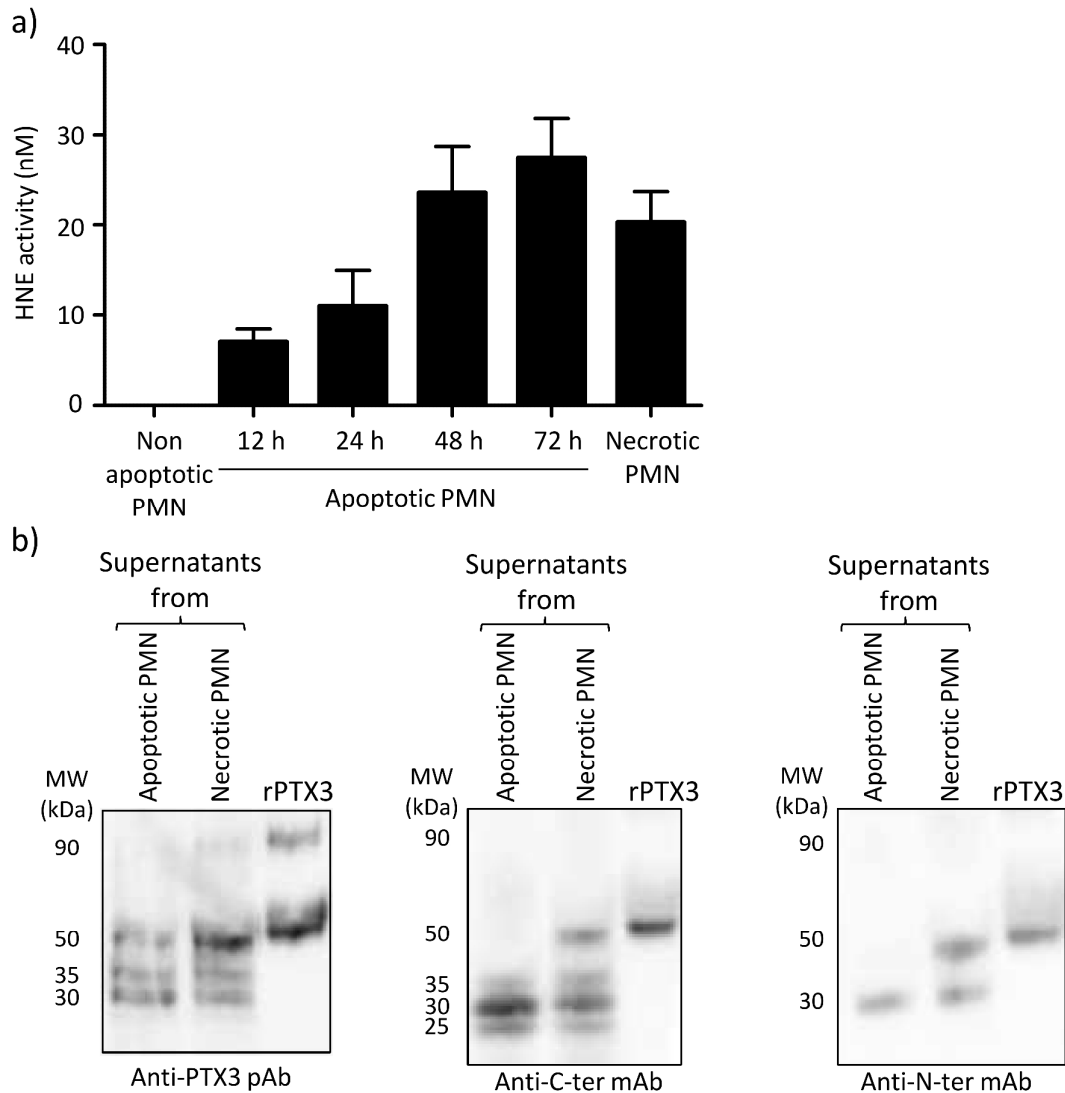 a)
40
30
20
10
0
HNE activity (nM)
Non apoptotic PMN
12 h
24 h
48 h
72 h
Apoptotic PMN
Necrotic PMN
b)
Supernatants from
Apoptotic PMN
Necrotic PMN
rPTX3
MW (kDa)
90
50
35
30
Anti-PTX3 pAb
Supernatants from
Apoptotic PMN
Necrotic PMN
rPTX3
MW (kDa)
90
50
35
30
25
Anti-C-ter mAb
Supernatants from
Apoptotic PMN
Necrotic PMN
rPTX3
MW (kDa)
90
50
30
Anti-N-ter mAb